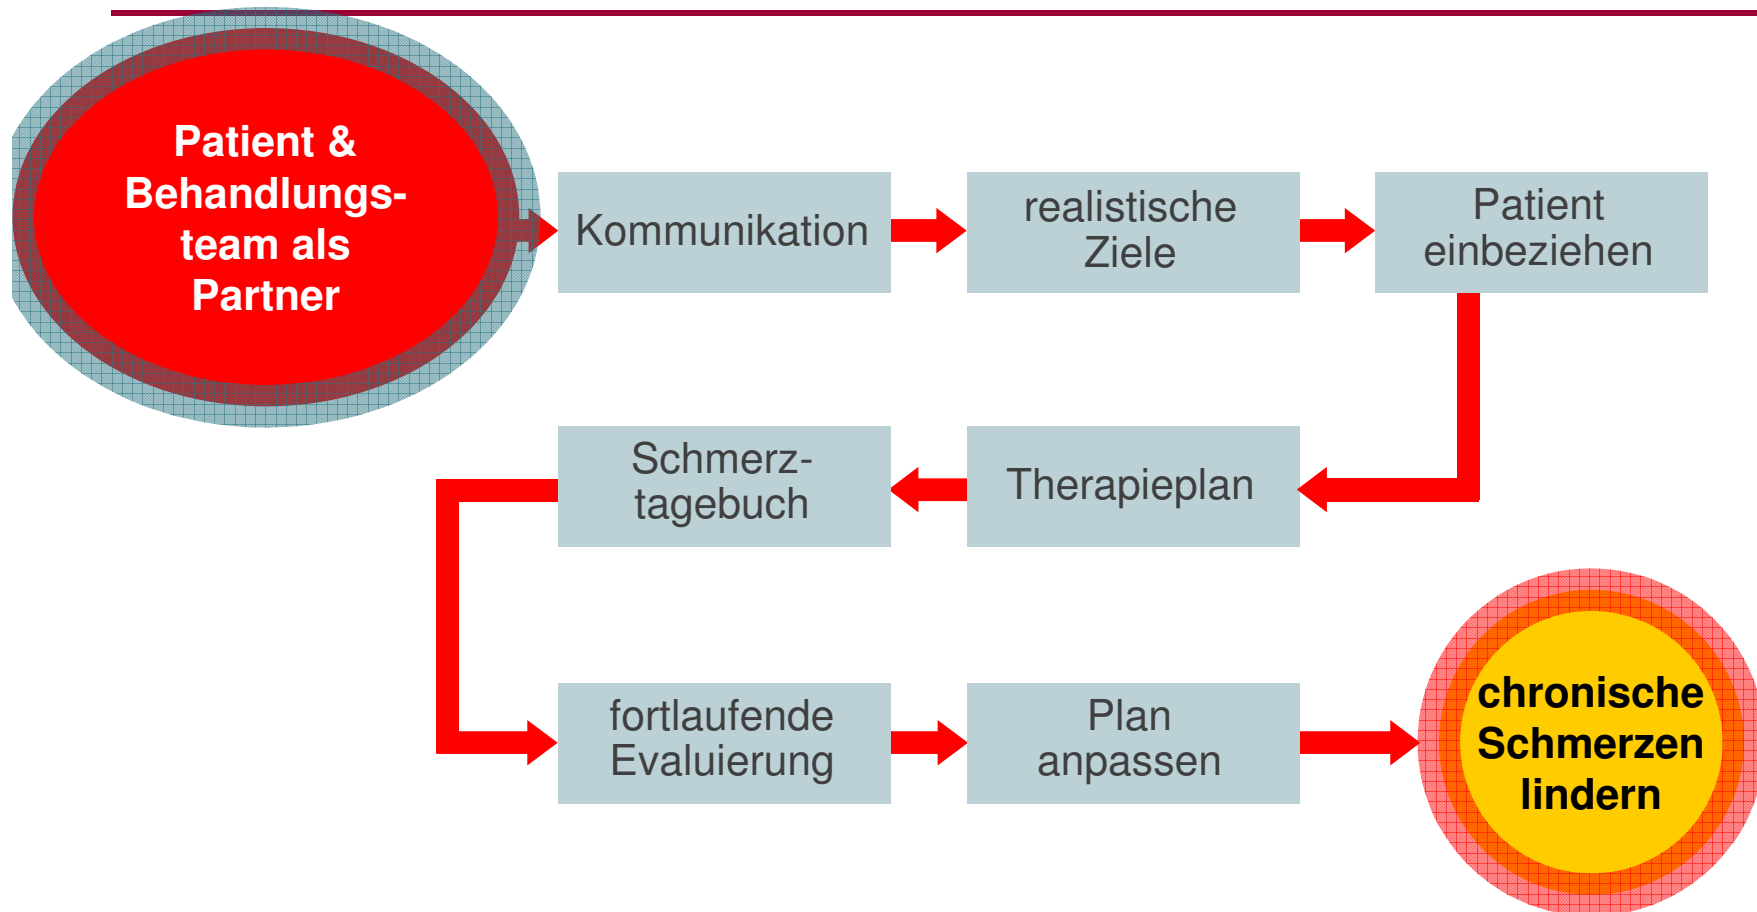 Patient &
Behandlungs-
team als
Partner
Kommunikation
realistische
Ziele
Patient
einbeziehen
Schmerz-
tagebuch
Therapieplan
fortlaufende
Evaluierung
Plan
anpassen
chronische
Schmerzen
lindern